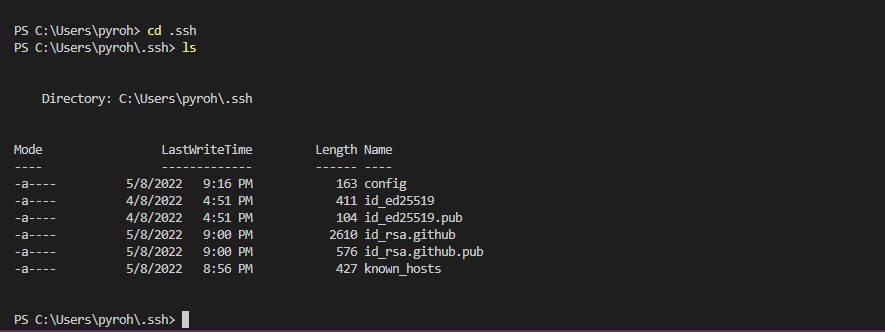 PS C:\Users\pyroh> cd .ssh
PS C:\Users\pyroh\.ssh> ls
Directory: C:\Users\pyroh\.ssh
Mode LastWriteTime Length Name
---- ------------- ------ ----
-a---- 5/8/2022 9:16 PM 163 config
-a---- 4/8/2022 4:51 PM 411 id_ed25519
-a---- 4/8/2022 4:51 PM 104 id_ed25519.pub
-a---- 5/8/2022 9:00 PM 2610 id_rsa.github
-a---- 5/8/2022 9:00 PM 576 id_rsa.github.pub
-a---- 5/8/2022 8:56 PM 427 known_hosts
PS C:\Users\pyroh\.ssh>